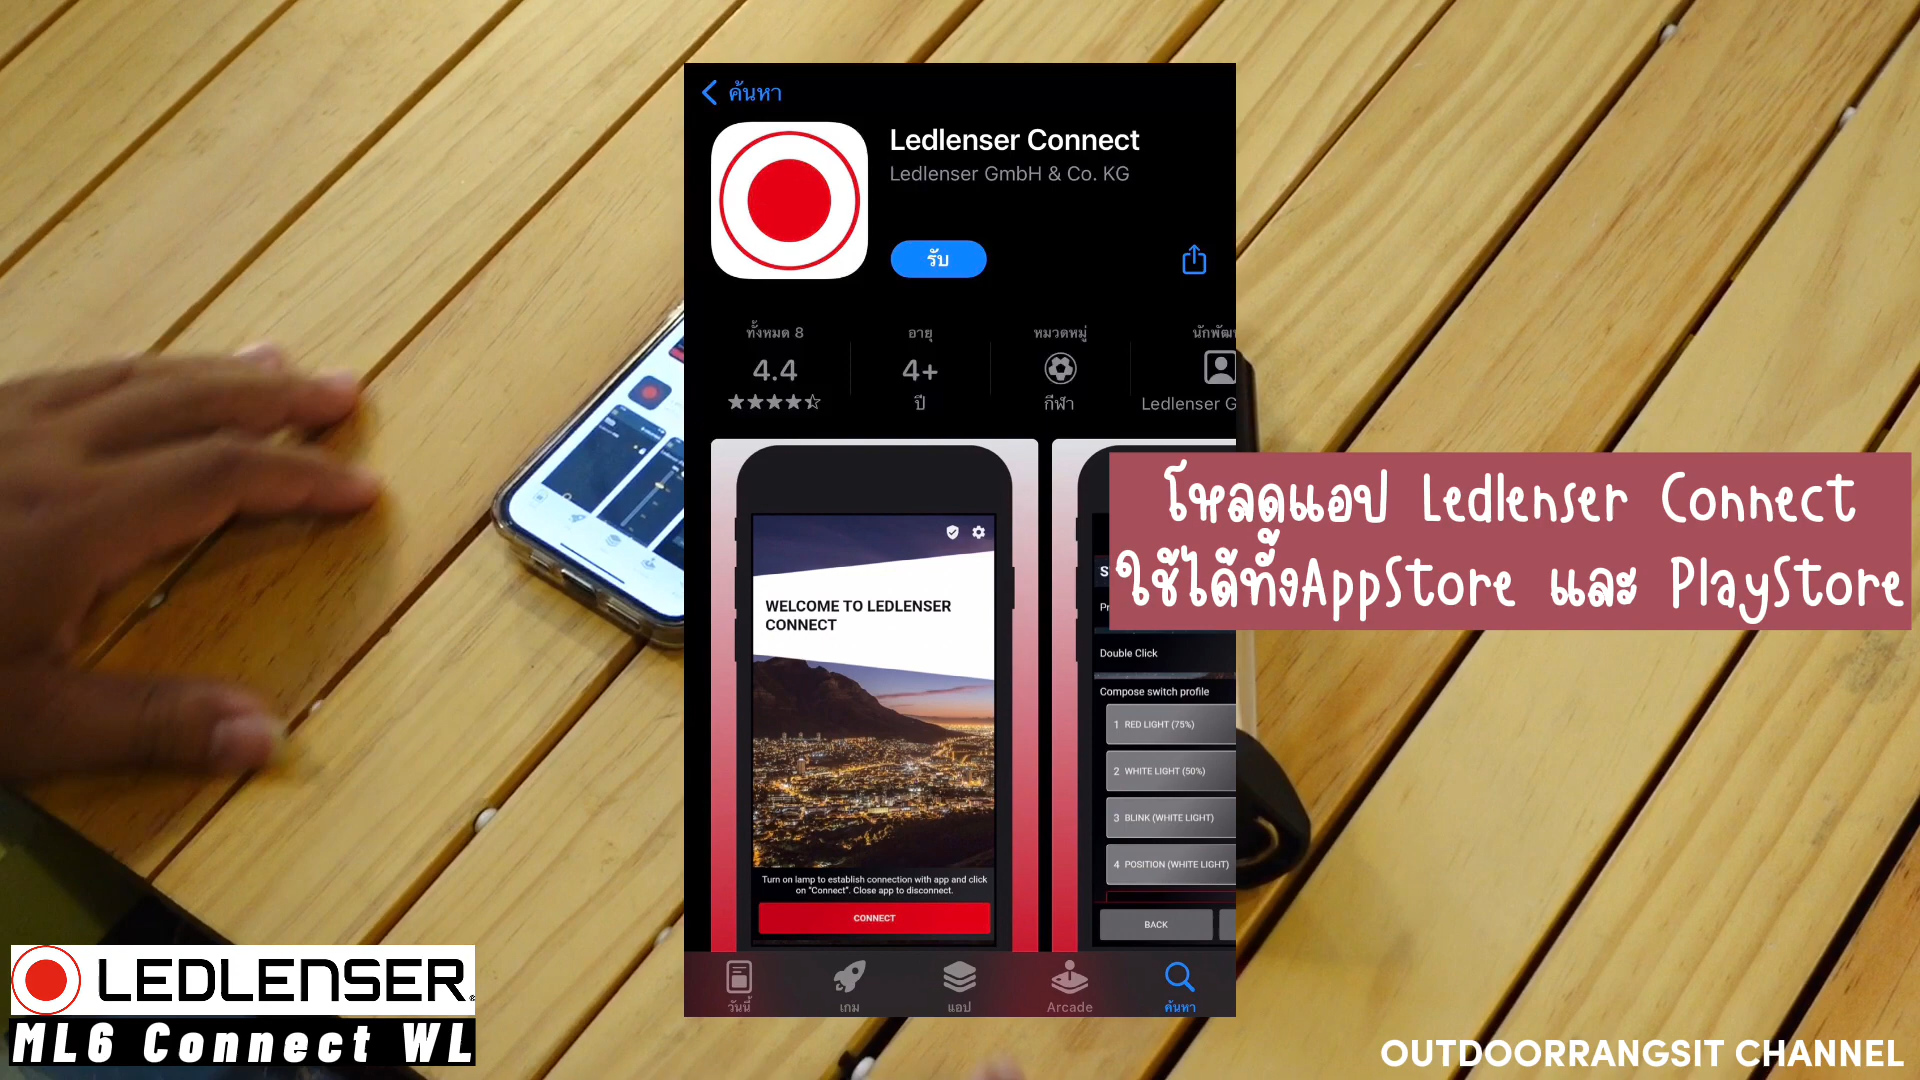 ค้นหา
Ledlenser Connect
Ledlenser GmbH & Co. KG
รับ
ทั้งหมด 8
4.4
อายุ
4+
ปี
หมวดหมู่
กีฬา
Ledlenser G
WELCOME TO LEDLENSER
CONNECT
Turn on lamp to establish connection with app and click
on "Connect". Close app to disconnect.
CONNECT
Double Click
Compose switch profile
1 RED LIGHT (75%)
2 WHITE LIGHT (50%)
3 BLINK (WHITE LIGHT)
4 POSITION (WHITE LIGHT)
BACK
โหลดแอป Ledlenser Connect
ใช้ได้ทั้งAppStore และ PlayStore
วันนี้
เกม
แอป
Arcade
ค้นหา
LEDLENSER®
ML6 Connect WL
OUTDOORRANGSIT CHANNEL